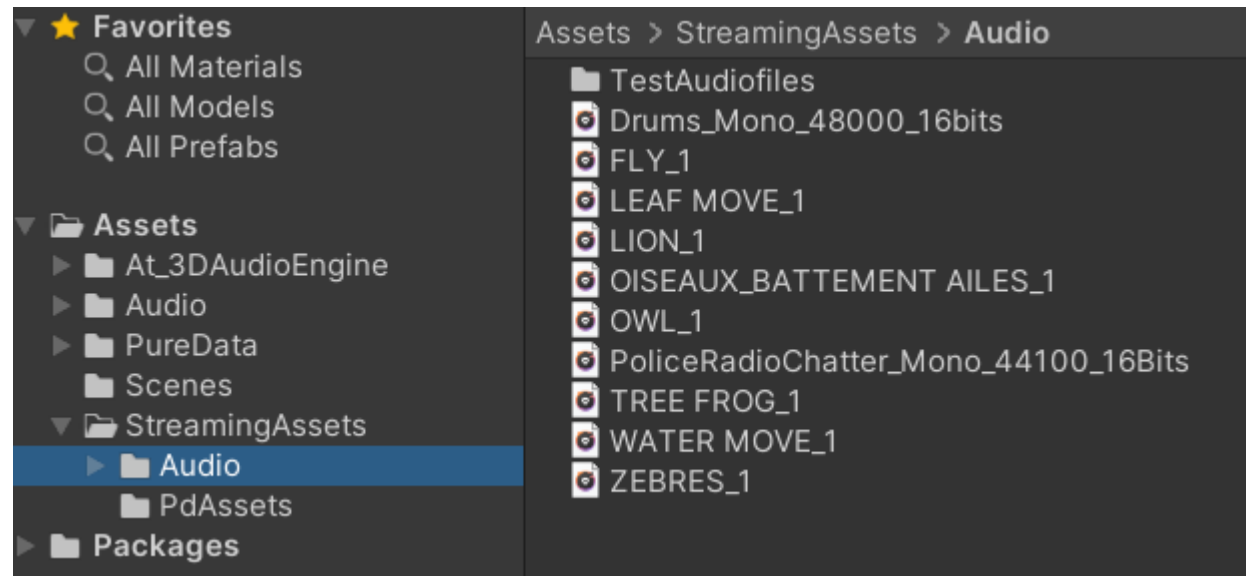 Favorites
All Materials
All Models
All Prefabs
Assets
At_3DAudioEngine
Audio
PureData
Scenes
StreamingAssets
Audio
PdAssets
Packages
Assets > StreamingAssets > Audio
TestAudiofiles
Drums_Mono_48000_16bits
FLY_1
LEAF MOVE_1
LION_1
OISEAUX_BATTEMENT AILES_1
OWL_1
PoliceRadioChatter_Mono_44100_16Bits
TREE FROG_1
WATER MOVE_1
ZEBRES_1